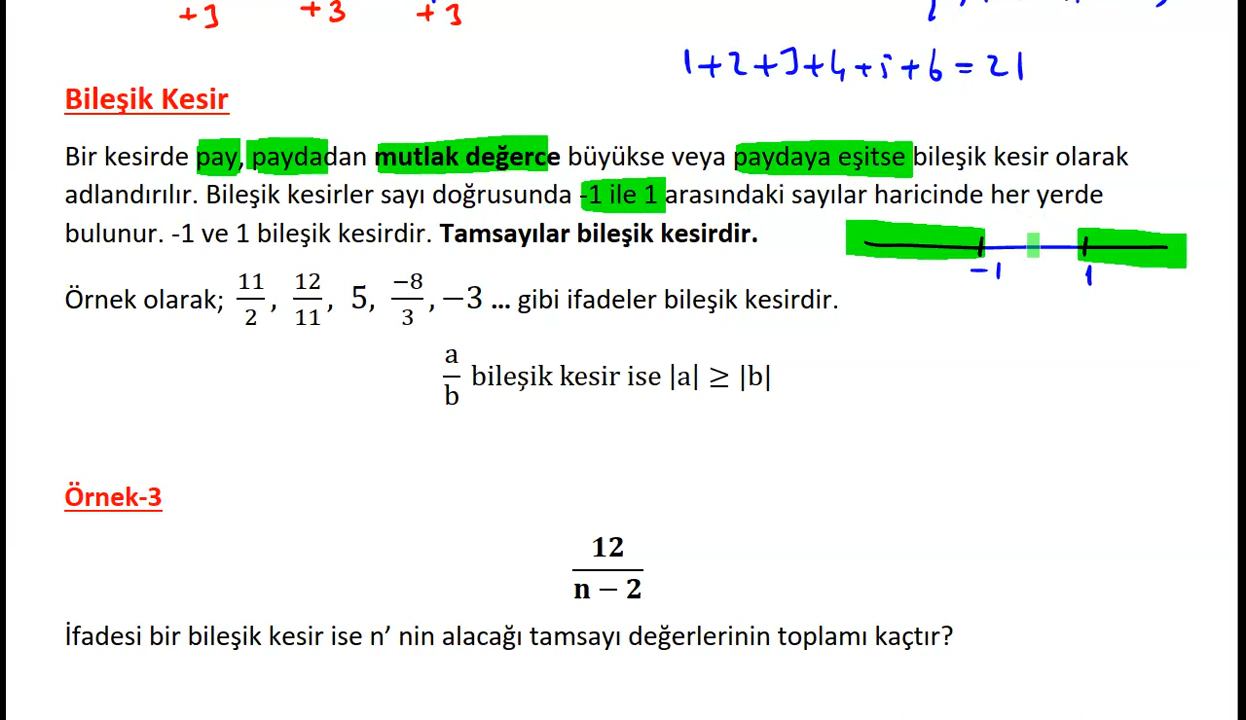 +3 +3 +3
1+2+3+4+5+6=21
Bileşik Kesir
Bir kesirde pay, paydadan mutlak değerce büyükse veya paydaya eşitse bileşik kesir olarak
adlandırılır. Bileşik kesirler sayı doğrusunda -1 ile 1 arasındaki sayılar haricinde her yerde
bulunur. -1 ve 1 bileşik kesirdir. Tamsayılar bileşik kesirdir.
-1 1
Örnek olarak; 11/2, 12/11, 5, -8/3, -3 ... gibi ifadeler bileşik kesirdir.
a/b bileşik kesir ise |a| ≥ |b|
Örnek-3
12
n − 2
İfadesi bir bileşik kesir ise n’ nin alacağı tamsayı değerlerinin toplamı kaçtır?